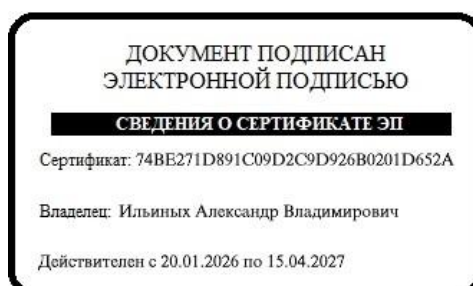 ДОКУМЕНТ ПОДПИСАН
ЭЛЕКТРОННОЙ ПОДПИСЬЮ
СВЕДЕНИЯ О СЕРТИФИКАТЕ ЭП
Сертификат: 74BE271D891C09D2C9D926B0201D652A
Владелец: Ильиных Александр Владимирович
Действителен с 20.01.2026 по 15.04.2027